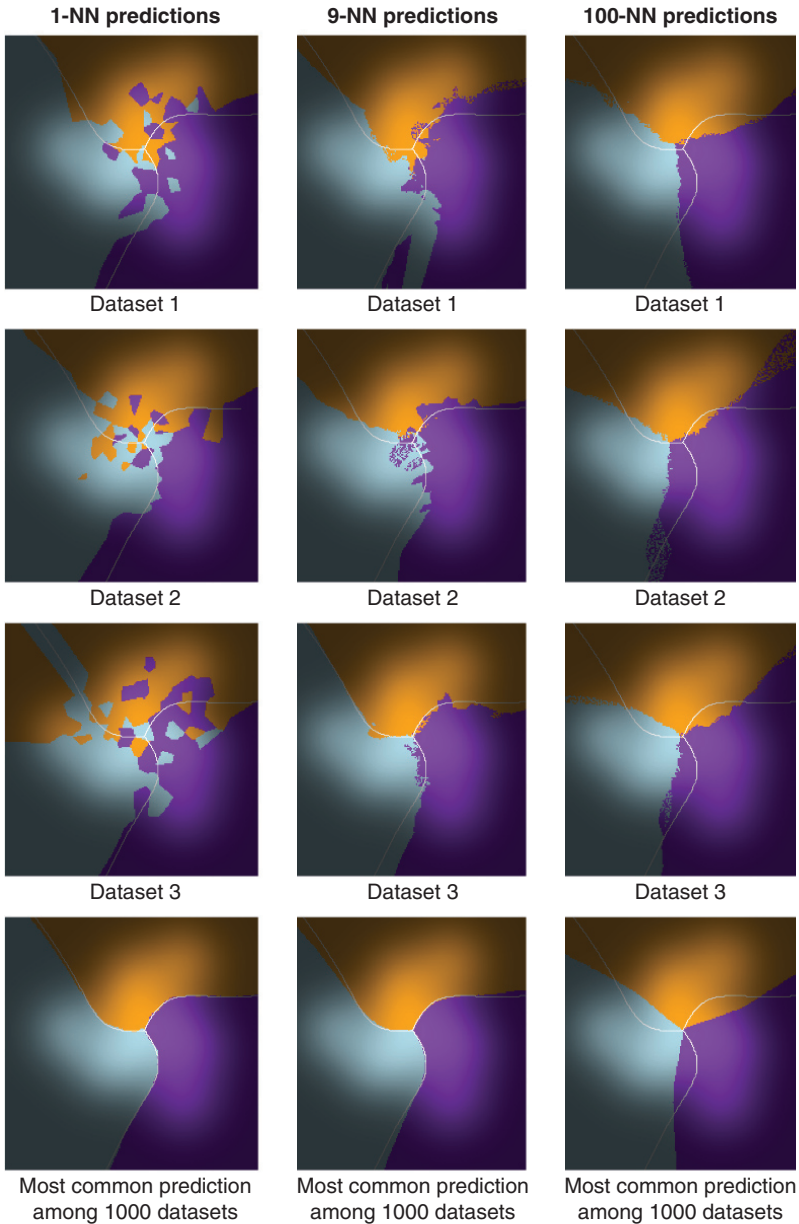 1-NN predictions 9-NN predictions 100-NN predictions
Dataset 1 Dataset 1 Dataset 1
Dataset 2 Dataset 2 Dataset 2
Dataset 3 Dataset 3 Dataset 3
Most common prediction Most common prediction Most common prediction
among 1000 datasets among 1000 datasets among 1000 datasets